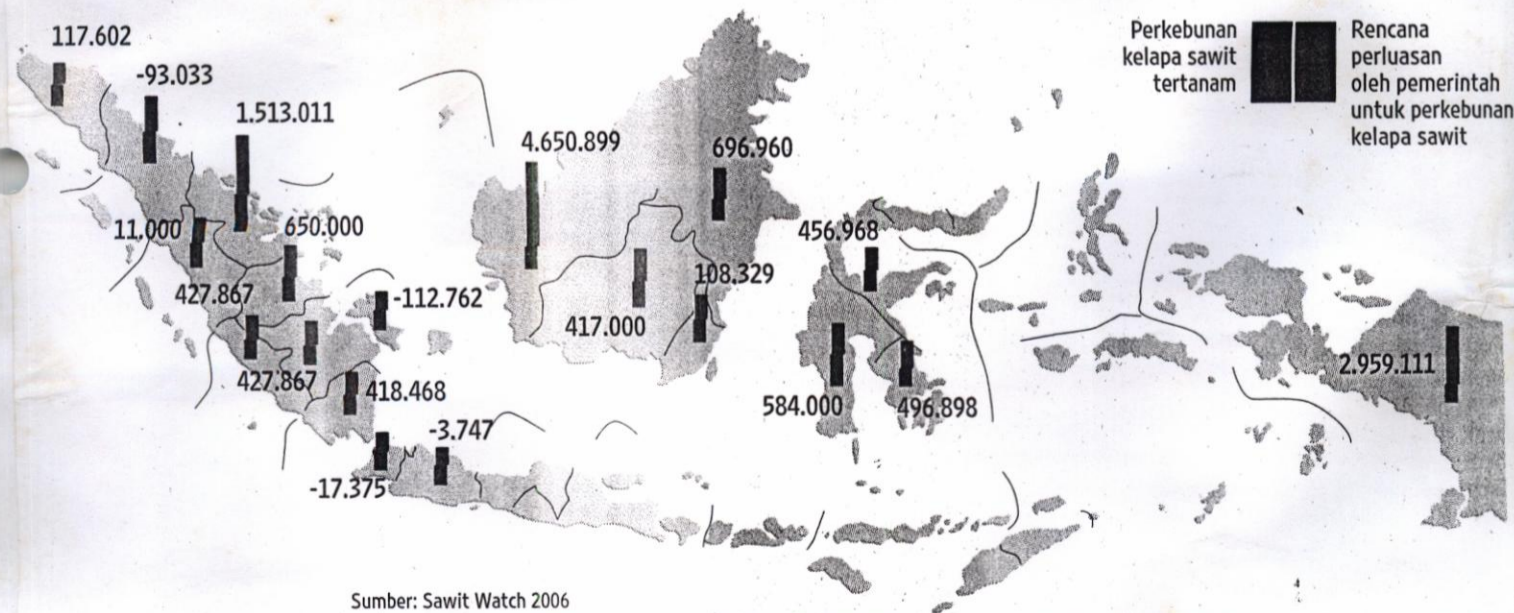 117.602
-93.033
1.513.011
4.650.899
696.960
Perkebunan
kelapa sawit
tertanam
Rencana
perluasan
oleh pemerintah
untuk perkebunan
kelapa sawit
11.000
650.000
456.968
427.867
-112.762
108.329
417.000
427.867
418.468
584.000
496.898
2.959.111
-3.747
-17.375
Sumber: Sawit Watch 2006